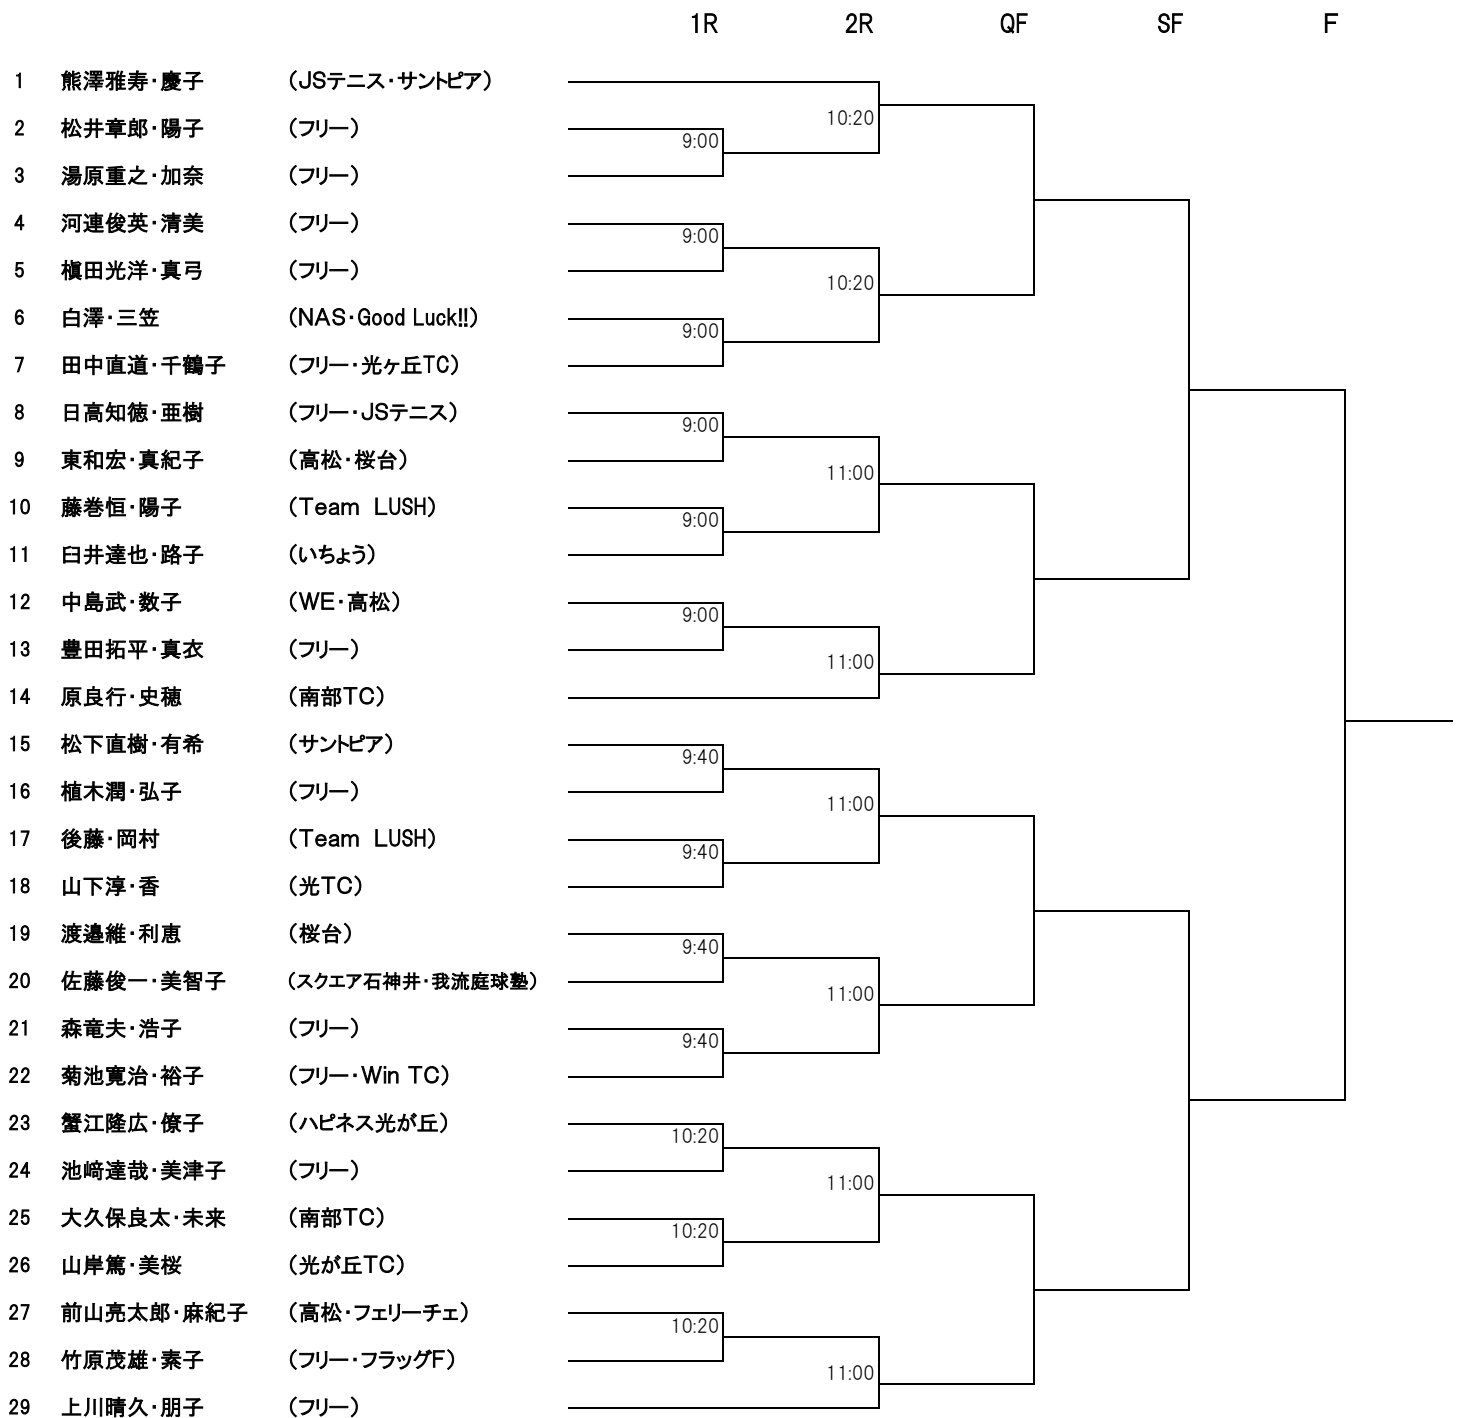 1R 2R QF SF F
1 熊澤雅寿・慶子 （JSテニス・サントピア）
10:20
2 松井章郎・陽子 （フリー）
9:00
3 湯原重之・加奈 （フリー）
4 河連俊英・清美 （フリー）
9:00
5 槇田光洋・真弓 （フリー）
10:20
6 白澤・三笠 （NAS・Good Luck!!）
9:00
7 田中直道・千鶴子 （フリー・光ヶ丘TC）
8 日高知徳・亜樹 （フリー・JSテニス）
9:00
9 東和宏・真紀子 （高松・桜台）
11:00
10 藤巻恒・陽子 （Team　LUSH）
9:00
11 臼井達也・路子 （いちょう）
12 中島武・数子 （WE・高松）
9:00
13 豊田拓平・真衣 （フリー）
11:00
14 原良行・史穂 （南部TC）
15 松下直樹・有希 （サントピア）
9:40
16 植木潤・弘子 （フリー）
11:00
17 後藤・岡村 （Team　LUSH）
9:40
18 山下淳・香 （光TC）
19 渡邉維・利恵 （桜台）
9:40
20 佐藤俊一・美智子 （スクエア石神井・我流庭球塾）
11:00
21 森竜夫・浩子 （フリー）
9:40
22 菊池寛治・裕子 （フリー・Win TC）
23 蟹江隆広・僚子 （ハピネス光が丘）
10:20
24 池﨑達哉・美津子 （フリー）
11:00
25 大久保良太・未来 （南部TC）
10:20
26 山岸篤・美桜 （光が丘TC）
27 前山亮太郎・麻紀子 （高松・フェリーチェ）
10:20
28 竹原茂雄・素子 （フリー・フラッグF）
11:00
29 上川晴久・朋子 （フリー）